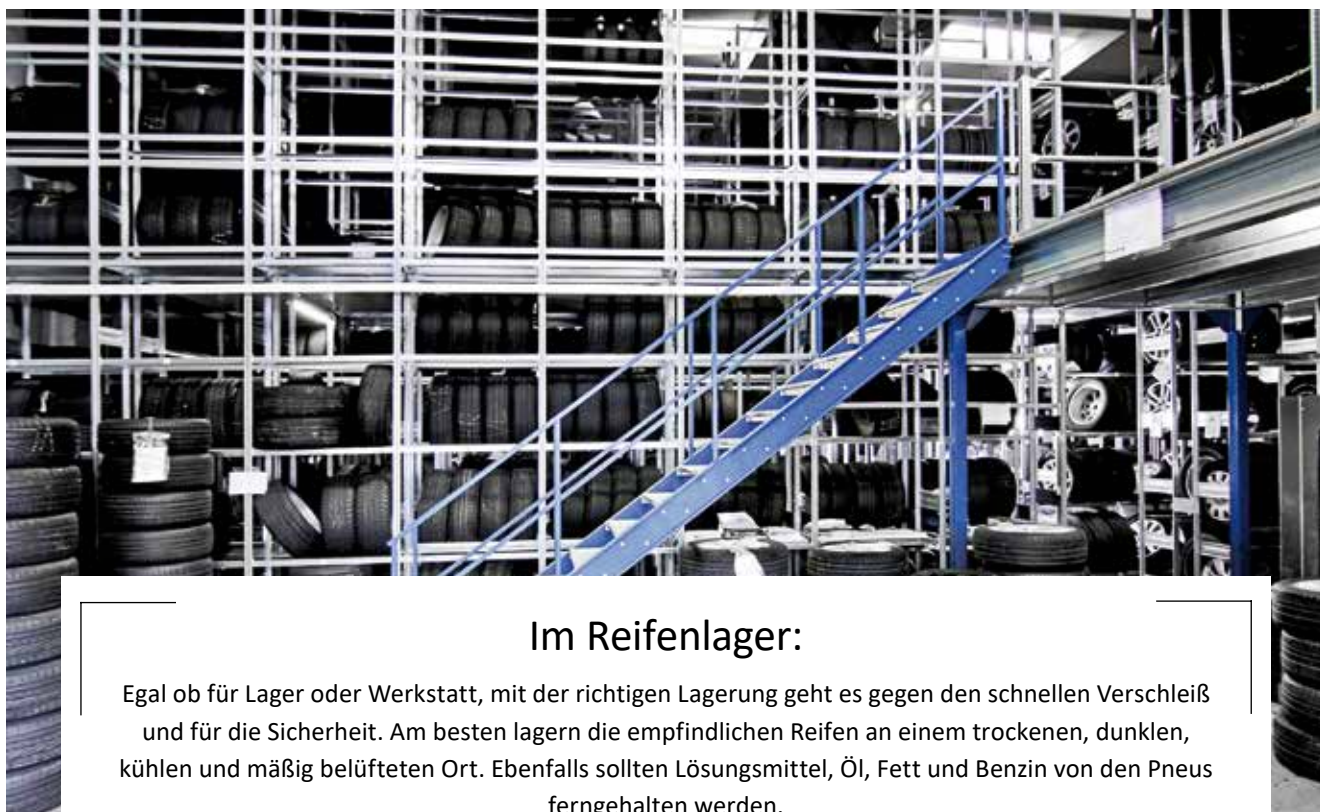 Im Reifenlager:
Egal ob für Lager oder Werkstatt, mit der richtigen Lagerung geht es gegen den schnellen Verschleiß
und für die Sicherheit. Am besten lagern die empfindlichen Reifen an einem trockenen, dunklen,
kühlen und mäßig belüfteten Ort. Ebenfalls sollten Lösungsmittel, Öl, Fett und Benzin von den Pneus
ferngehalten werden.